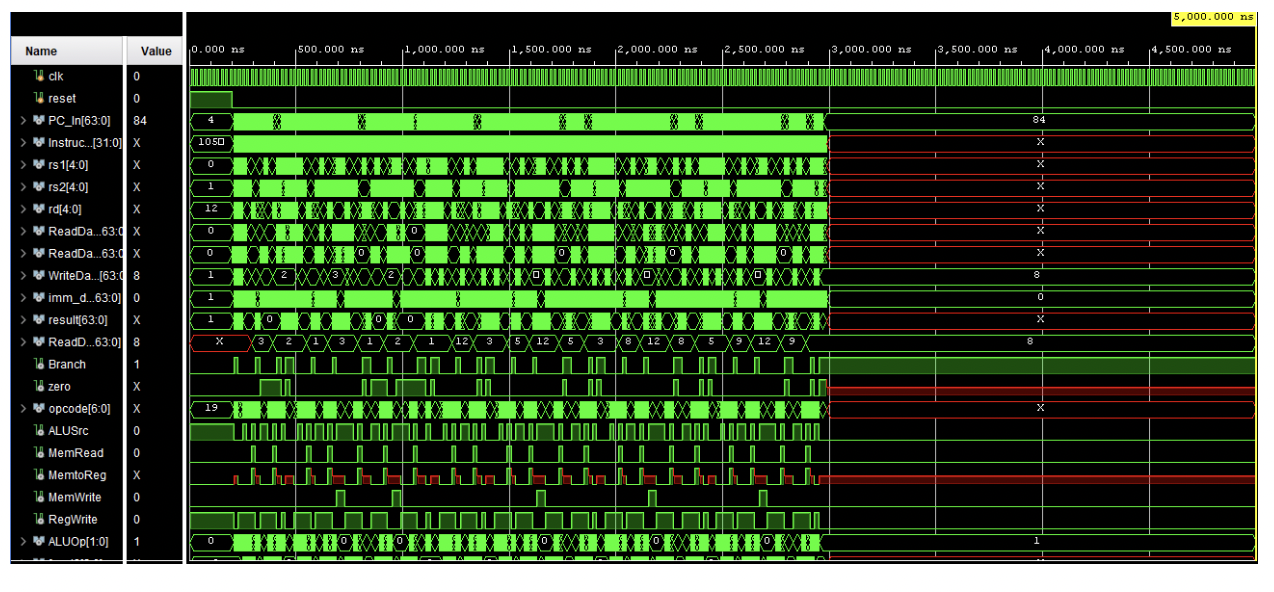 5,000.000 ns
Name Value 0.000 ns 500.000 ns 1,000.000 ns 1,500.000 ns 2,000.000 ns 2,500.000 ns 3,000.000 ns 3,500.000 ns 4,000.000 ns 4,500.000 ns
clk 0
reset 0
PC_In[63:0] 84 4 84
Instruc...[31:0] X 105 X
rs1[4:0] X 0 X
rs2[4:0] X 1 X
rd[4:0] X 12 X
ReadDa...63:0 X 0 0 X
ReadDa...63:0 X 0 0 0 0 0 0 X
WriteDa...[63:0 8 1 2 3 2 8
imm_d...63:0] 0 1 0
result[63:0] X 1 0 0 0 X
ReadD...63:0] 8 X 3 2 1 3 1 2 1 12 3 5 12 5 3 8 12 8 5 9 12 9 8
Branch 1
zero X
opcode[6:0] X 19 X
ALUSrc 0
MemRead 0
MemtoReg X
MemWrite 0
RegWrite 0
ALUOp[1:0] 1 0 0 0 0 0 0 1